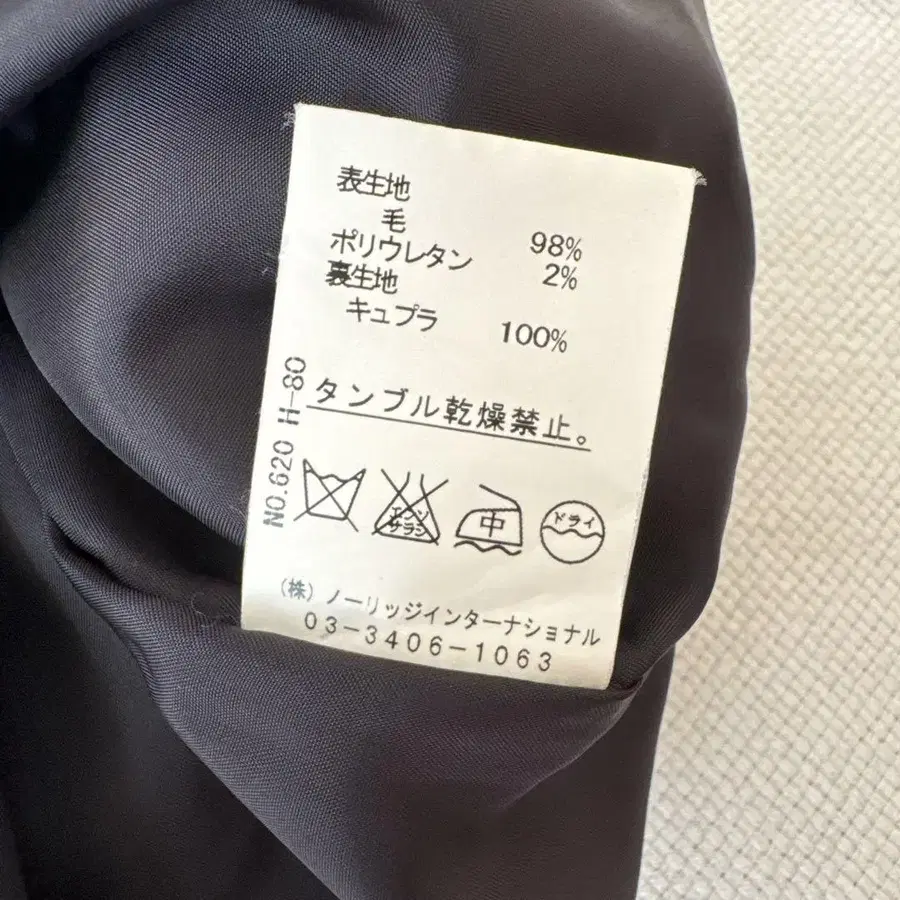 表生地
毛 98%
ポリウレタン 2%
裏生地
キュプラ 100%
タンブル乾燥禁止。
NO.620 H-80
エンソ
サラシ
中
ドライ
(株) ノーリッジインターナショナル
03-3406-1063